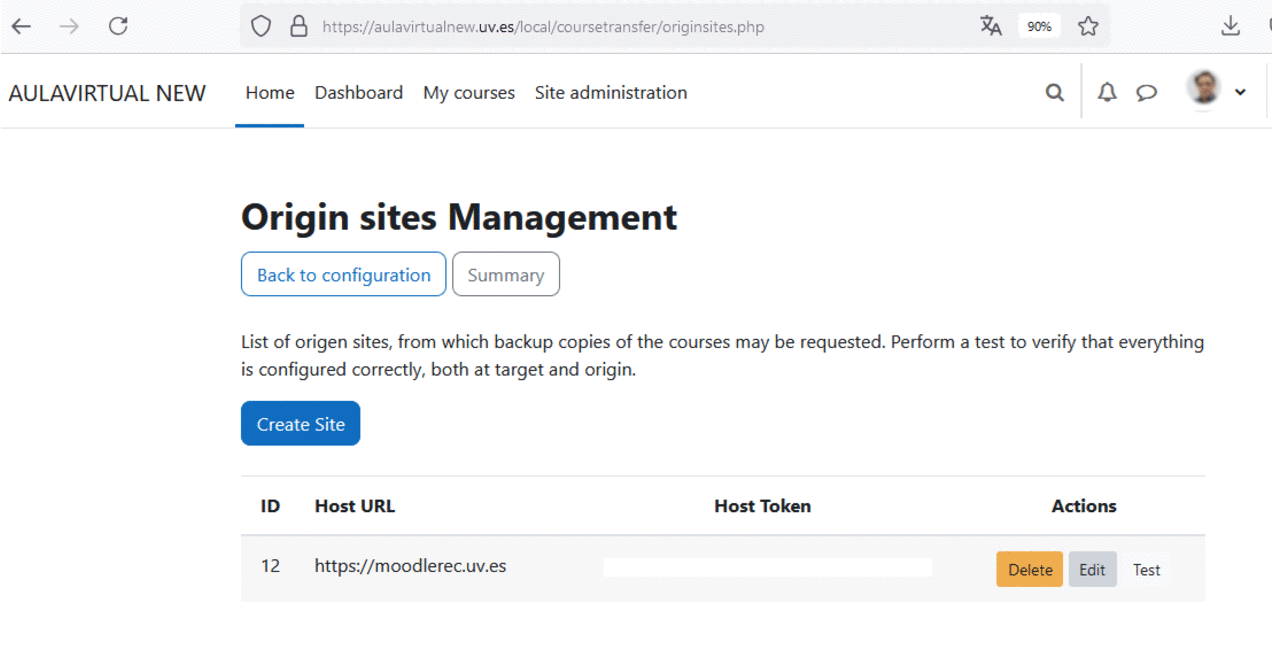 https://aulavirtualnew.uv.es/local/coursetransfer/originsites.php 90%
AULAVIRTUAL NEW Home Dashboard My courses Site administration
Origin sites Management
Back to configuration Summary
List of origen sites, from which backup copies of the courses may be requested. Perform a test to verify that everything
is configured correctly, both at target and origin.
Create Site
ID Host URL Host Token Actions
12 https://moodlerec.uv.es Delete Edit Test